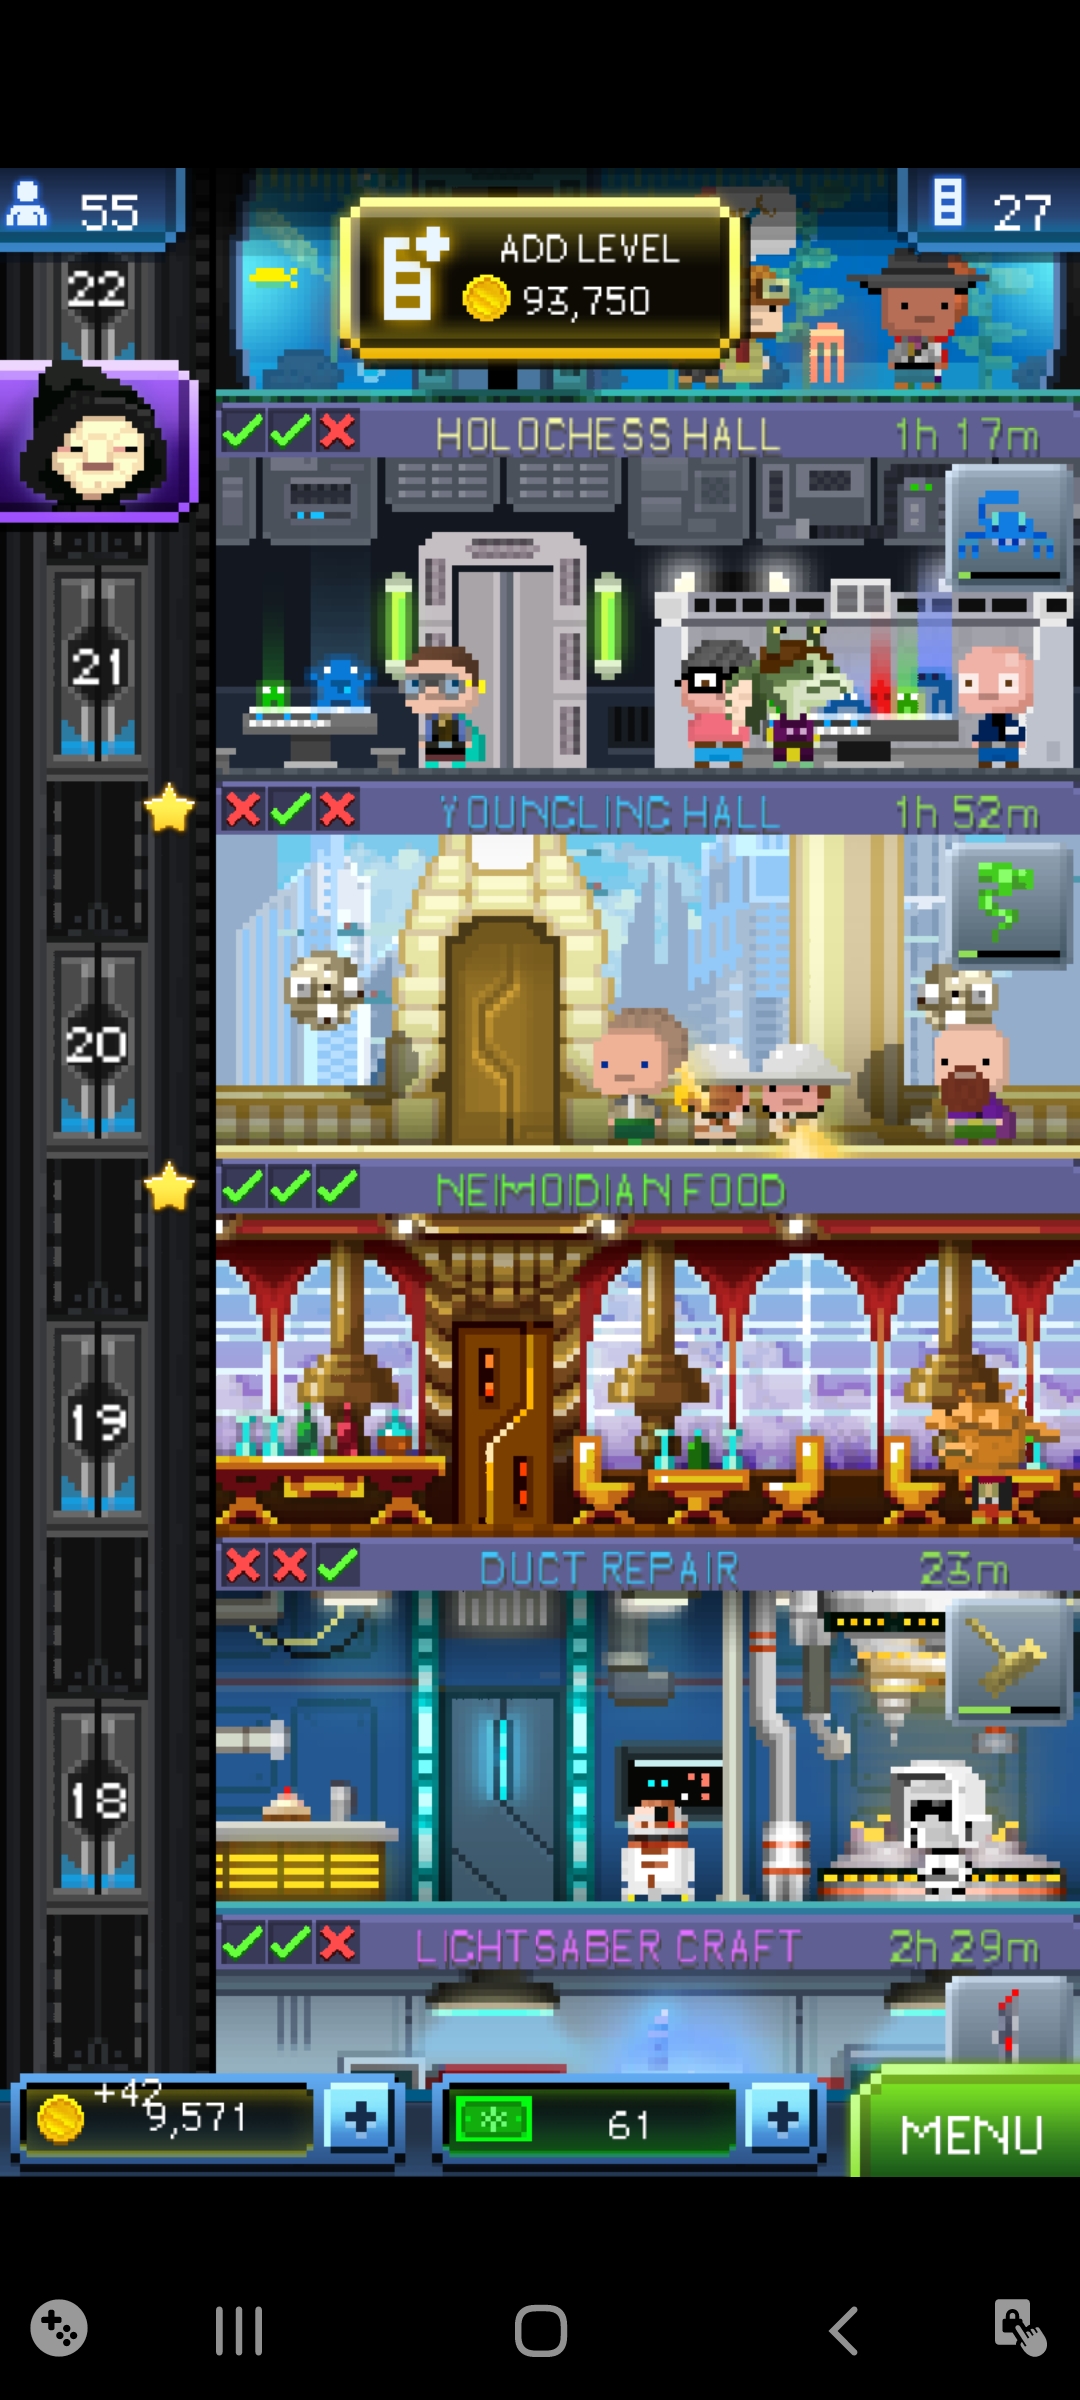 55
ADD LEVEL
93,750
27
22
HOLOCHESS HALL
1h 17m
21
YOUNGLING HALL
1h 52m
20
NEIMOIDIAN FOOD
19
DUCT REPAIR
23m
18
LIGHTSABER CRAFT
2h 29m
+42
9,571
61
MENU